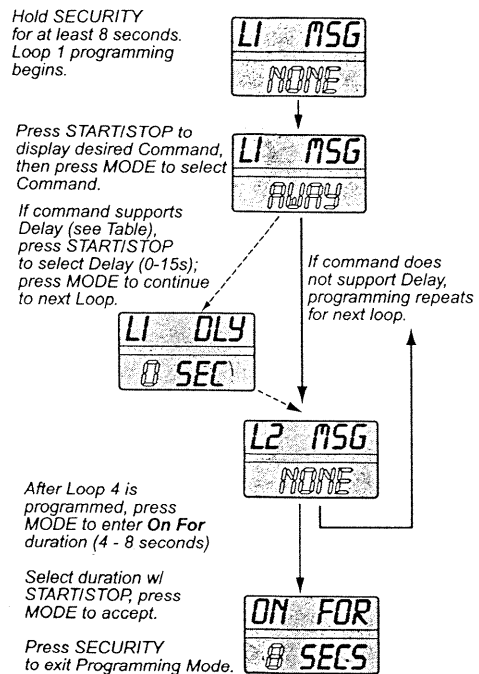 Hold SECURITY
for at least 8 seconds.
Loop 1 programming
begins.
L1 MSG
NONE
Press START/STOP to
display desired Command,
then press MODE to select
Command.
L1 MSG
AWAY
If command supports
Delay (see Table),
press START/STOP
to select Delay (0-15s);
press MODE to continue
to next Loop.
If command does
not support Delay,
programming repeats
for next loop.
L1 DLY
0 SEC
L2 MSG
NONE
After Loop 4 is
programmed, press
MODE to enter On For
duration (4 - 8 seconds)
Select duration w/
START/STOP, press
MODE to accept.
Press SECURITY
to exit Programming Mode.
ON FOR
8 SECS